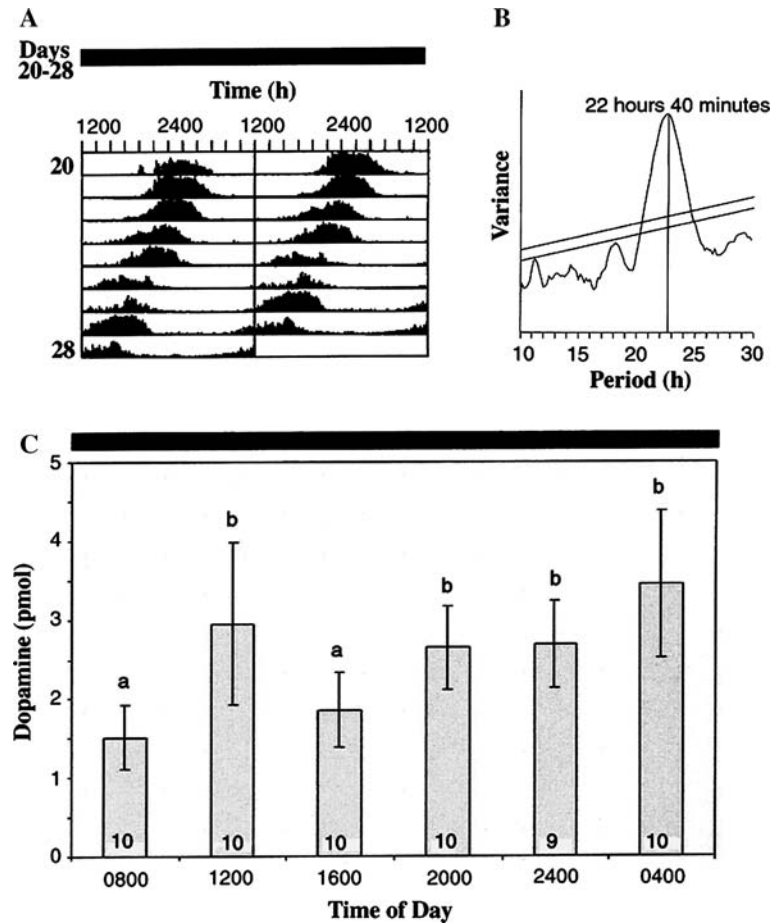 A
Days
20-28
Time (h)
1200 2400 1200 2400 1200
20
28
B
22 hours 40 minutes
Variance
10 15 20 25 30
Period (h)
C
5
4
3
2
1
0
Dopamine (pmol)
a b a b b b
10 10 10 10 9 10
0800 1200 1600 2000 2400 0400
Time of Day